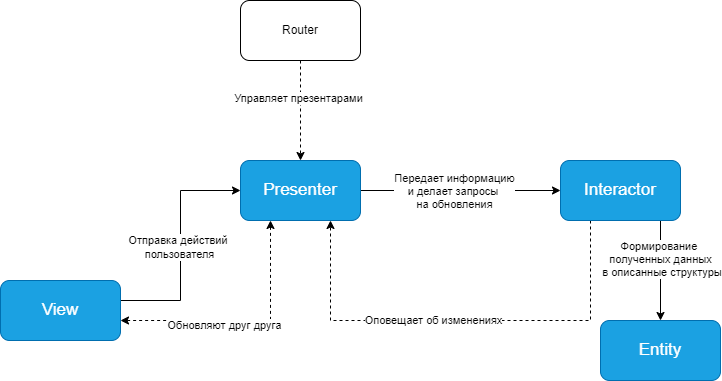 Router
Управляет презентарами
Presenter
Передает информацию
и делает запросы
на обновления
Interactor
Отправка действий
пользователя
Формирование
полученных данных
в описанные структуры
View
Обновляют друг друга
Оповещает об изменениях
Entity